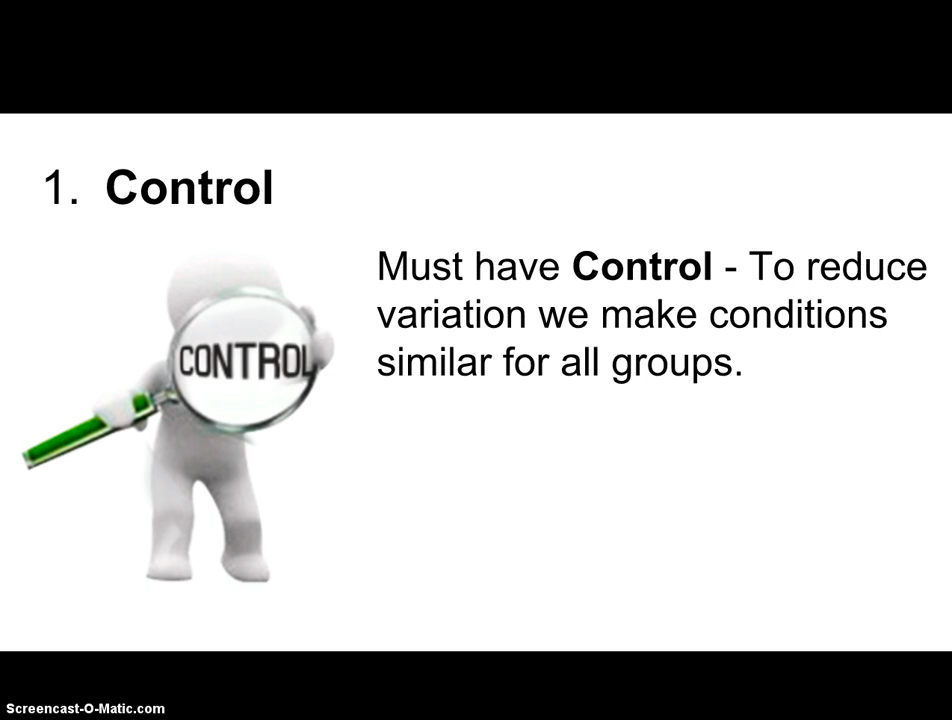 1. Control
Must have Control - To reduce
variation we make conditions
similar for all groups.
CONTROL
Screencast-O-Matic.com